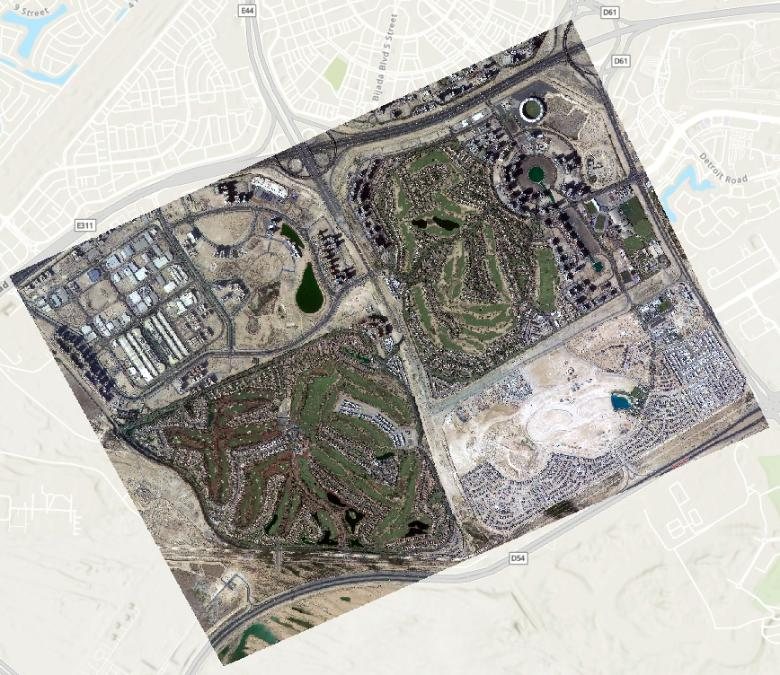 9 Street
E44
Bijada Blvd S Street
D61
D61
Detroit Road
E311
D54